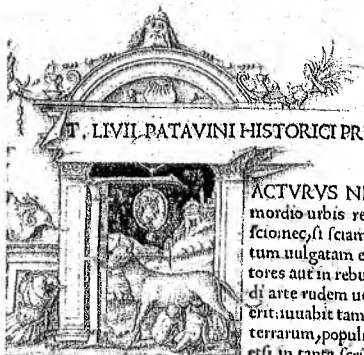 T. LIVII PATAVINI HISTORICI PR
ACTVRVS NE
mordio urbis re
scio:nec,si sciam
tum uulgatam e
tores aut in rebu
di arte rudem u
erit:iuuabit tam
terrarum,popul